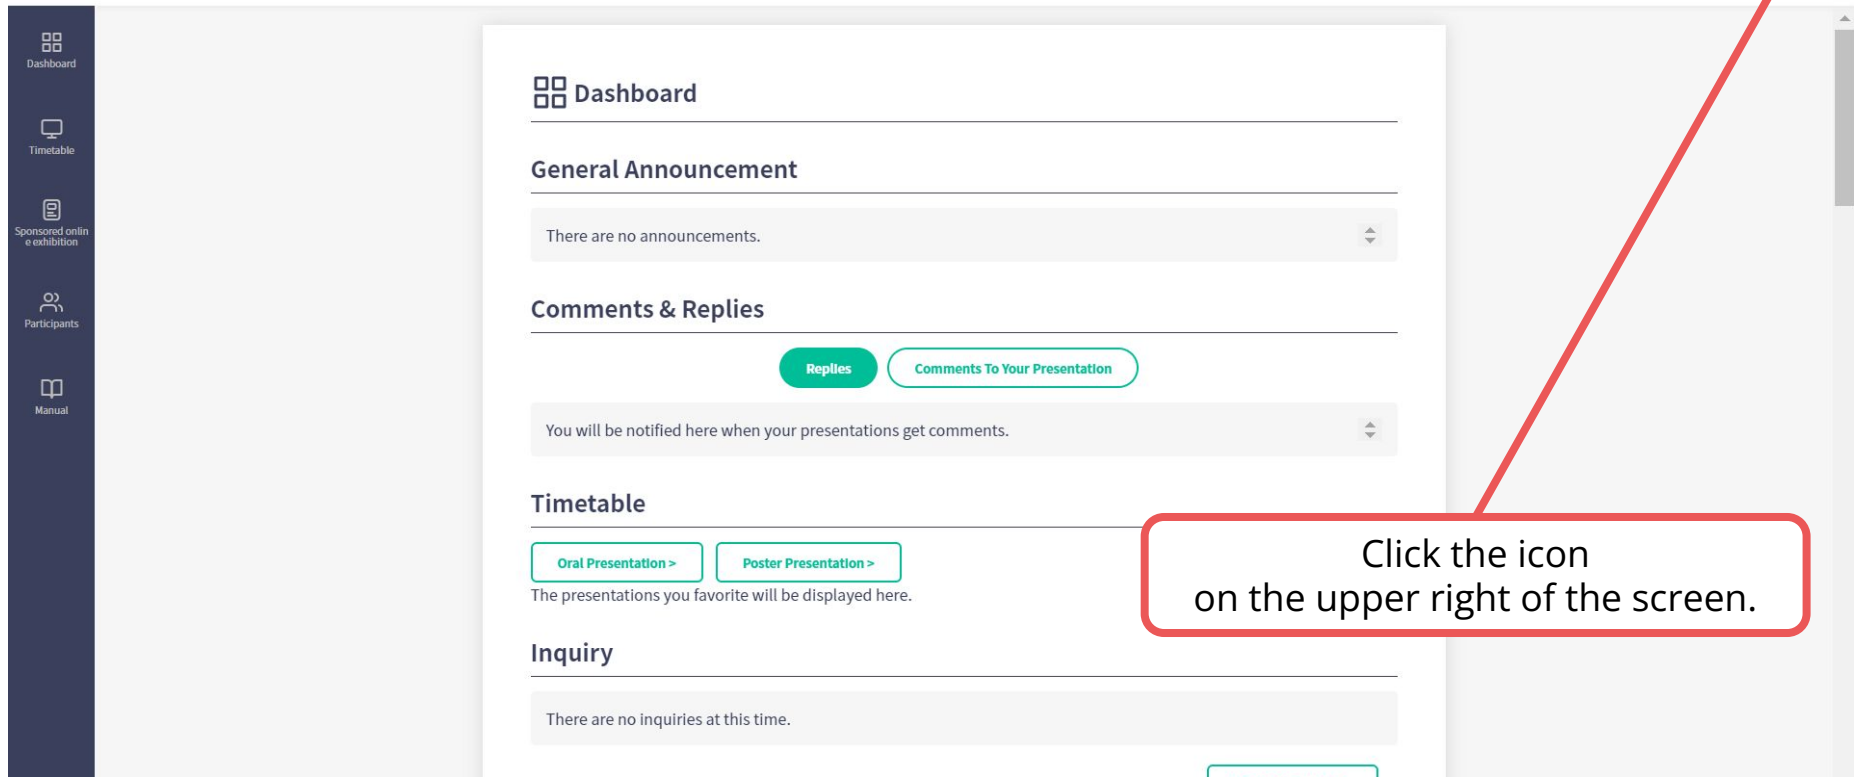 Dashboard
Timetable
Sponsored onlin
e exhibition
Participants
Manual
Dashboard
General Announcement
There are no announcements.
Comments & Replies
Replies
Comments To Your Presentation
You will be notified here when your presentations get comments.
Timetable
Oral Presentation >
Poster Presentation >
The presentations you favorite will be displayed here.
Click the icon
on the upper right of the screen.
Inquiry
There are no inquiries at this time.